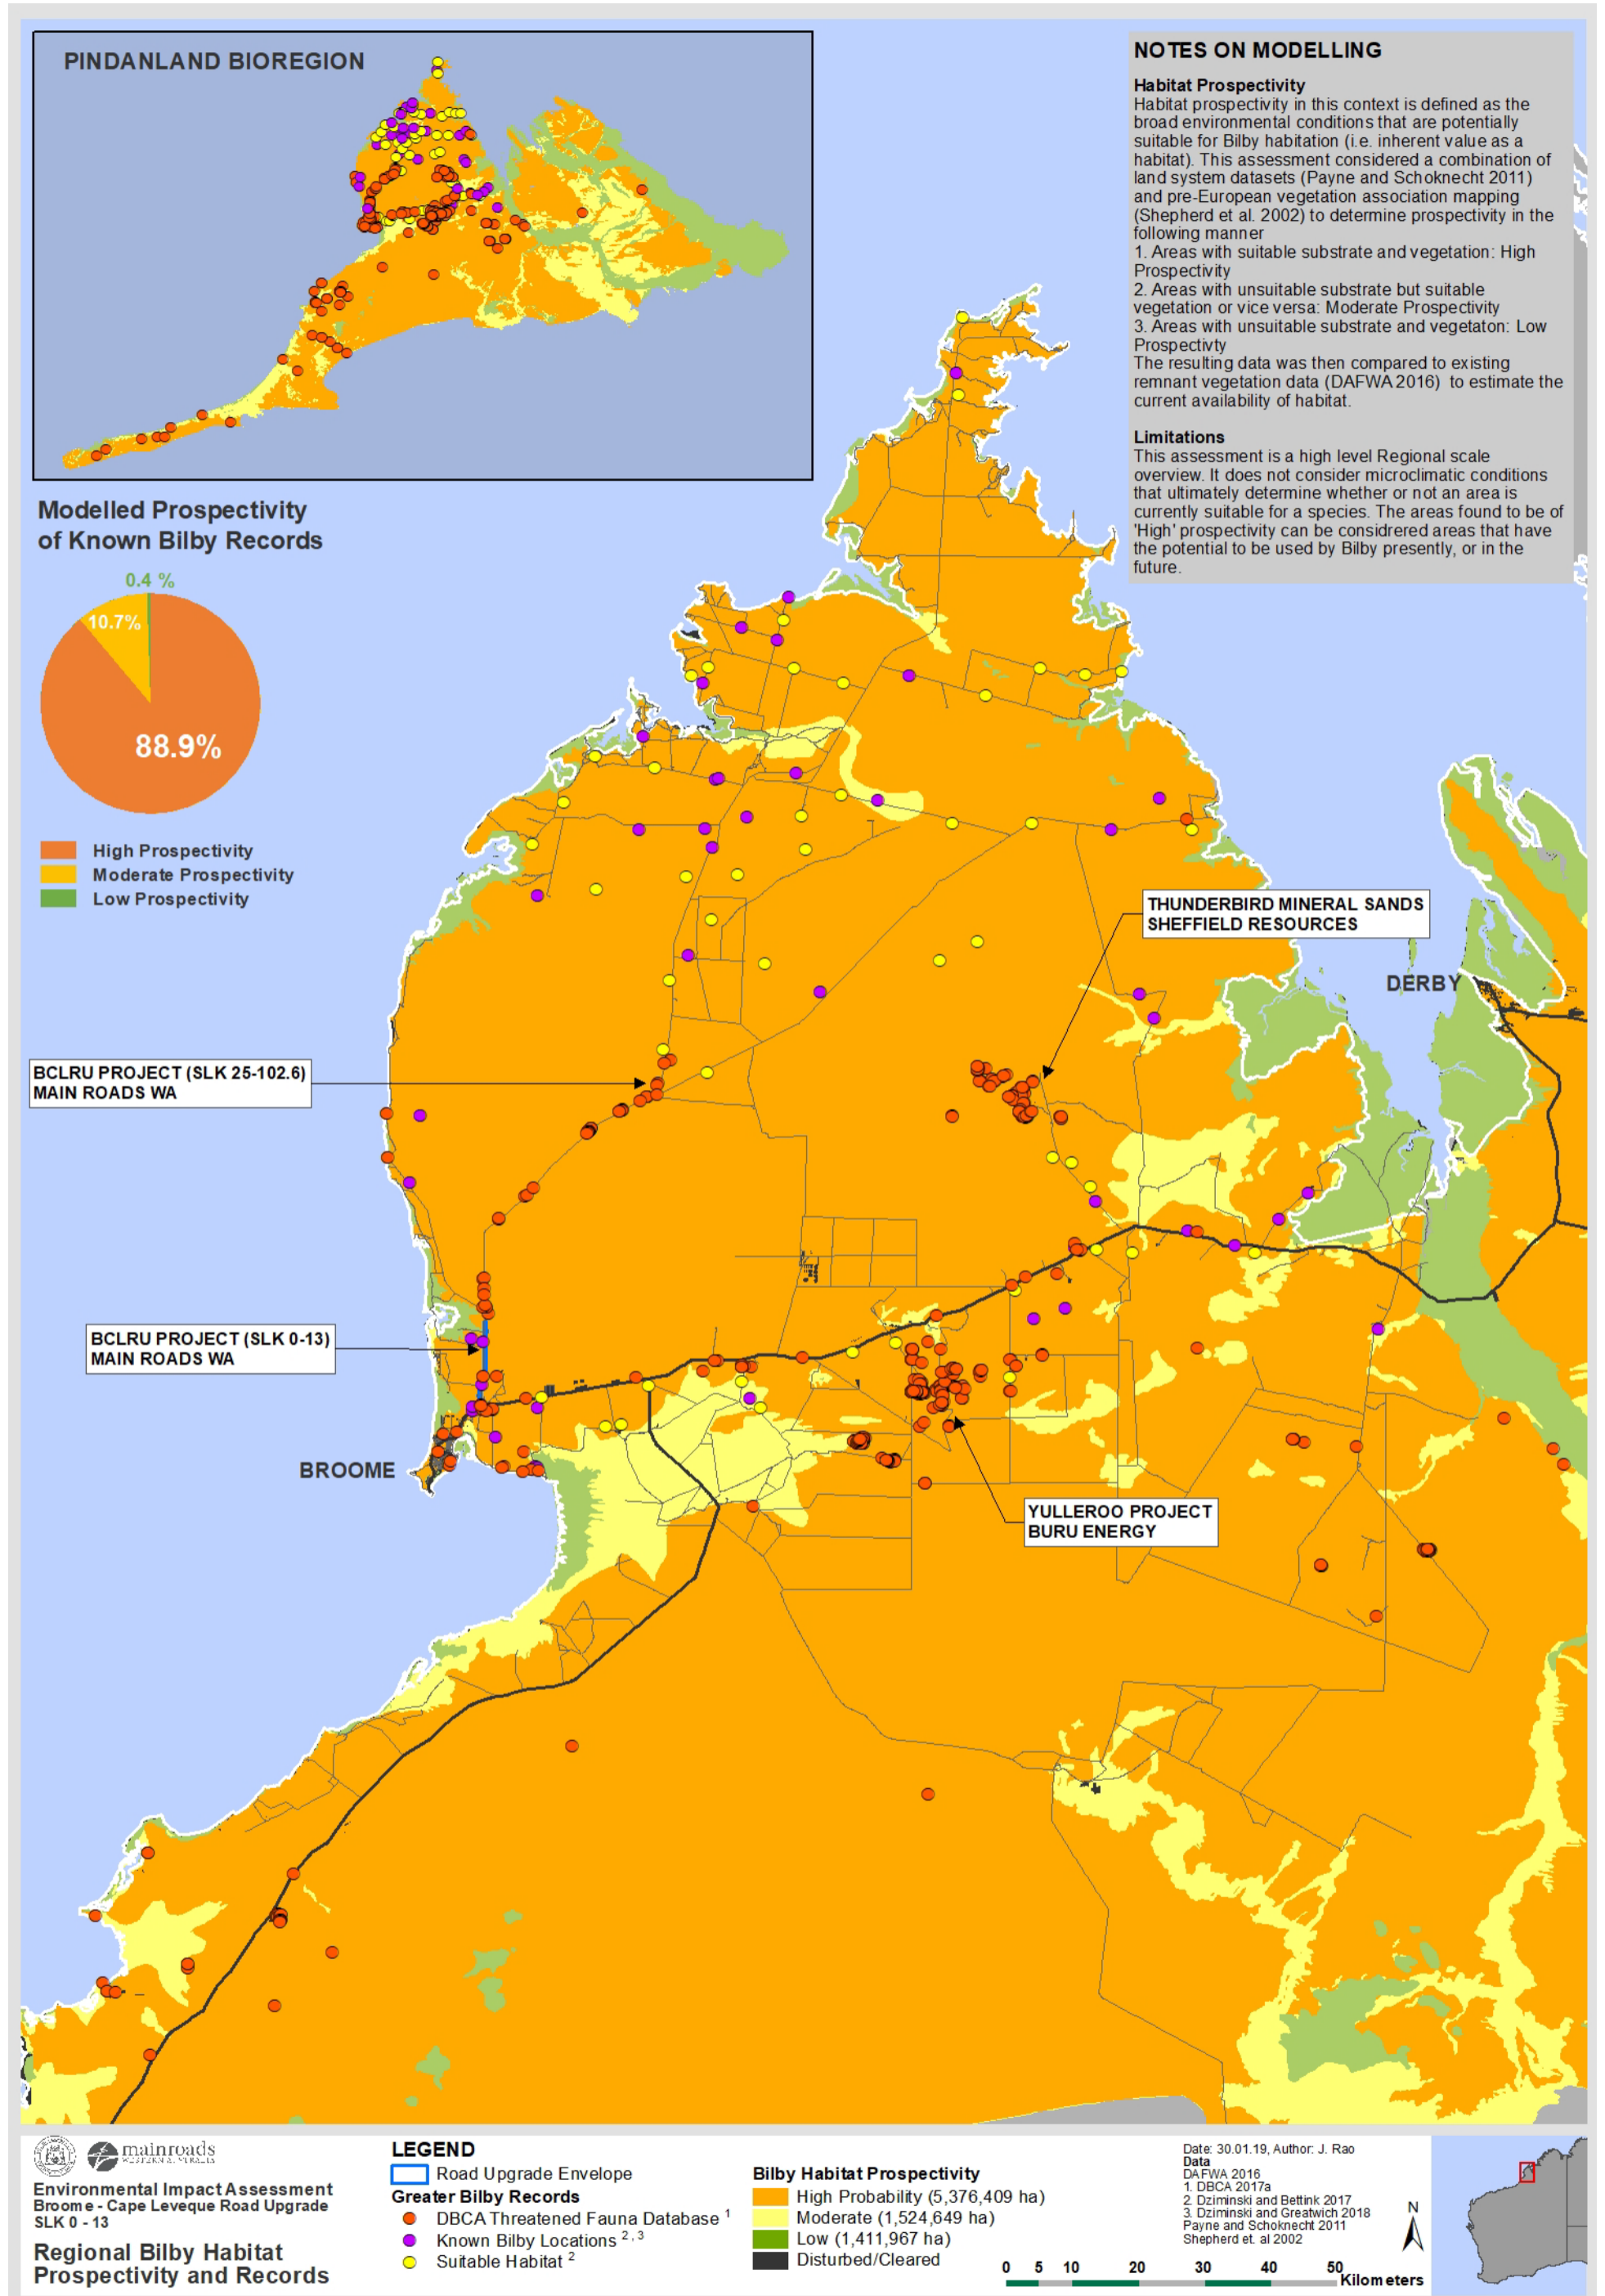 PINDANLAND BIOREGION
NOTES ON MODELLING
Habitat Prospectivity
Habitat prospectivity in this context is defined as the
broad environmental conditions that are potentially
suitable for Bilby habitation (i.e. inherent value as a
habitat). This assessment considered a combination of
land system datasets (Payne and Schoknecht 2011)
and pre-European vegetation association mapping
(Shepherd et al. 2002) to determine prospectivity in the
following manner
1. Areas with suitable substrate and vegetation: High
Prospectivity
2. Areas with unsuitable substrate but suitable
vegetation or vice versa: Moderate Prospectivity
3. Areas with unsuitable substrate and vegetaton: Low
Prospectivty
The resulting data was then compared to existing
remnant vegetation data (DAFWA 2016) to estimate the
current availability of habitat.
Limitations
This assessment is a high level Regional scale
overview. It does not consider microclimatic conditions
that ultimately determine whether or not an area is
currently suitable for a species. The areas found to be of
'High' prospectivity can be considrered areas that have
the potential to be used by Bilby presently, or in the
future.
Modelled Prospectivity
of Known Bilby Records
0.4 %
10.7%
88.9%
High Prospectivity
Moderate Prospectivity
Low Prospectivity
THUNDERBIRD MINERAL SANDS
SHEFFIELD RESOURCES
DERBY
BCLRU PROJECT (SLK 25-102.6)
MAIN ROADS WA
BCLRU PROJECT (SLK 0-13)
MAIN ROADS WA
BROOME
YULLEROO PROJECT
BURU ENERGY
mainroads
WESTERN AUSTRALIA
Environmental Impact Assessment
Broome - Cape Leveque Road Upgrade
SLK 0 - 13
Regional Bilby Habitat
Prospectivity and Records
LEGEND
Road Upgrade Envelope
Greater Bilby Records
DBCA Threatened Fauna Database 1
Known Bilby Locations 2, 3
Suitable Habitat 2
Bilby Habitat Prospectivity
High Probability (5,376,409 ha)
Moderate (1,524,649 ha)
Low (1,411,967 ha)
Disturbed/Cleared
Date: 30.01.19, Author: J. Rao
Data
DAFWA 2016
1. DBCA 2017a
2. Dziminski and Bettink 2017
3. Dziminski and Greatwich 2018
Payne and Schoknecht 2011
Shepherd et. al 2002
N
0 5 10 20 30 40 50
Kilometers